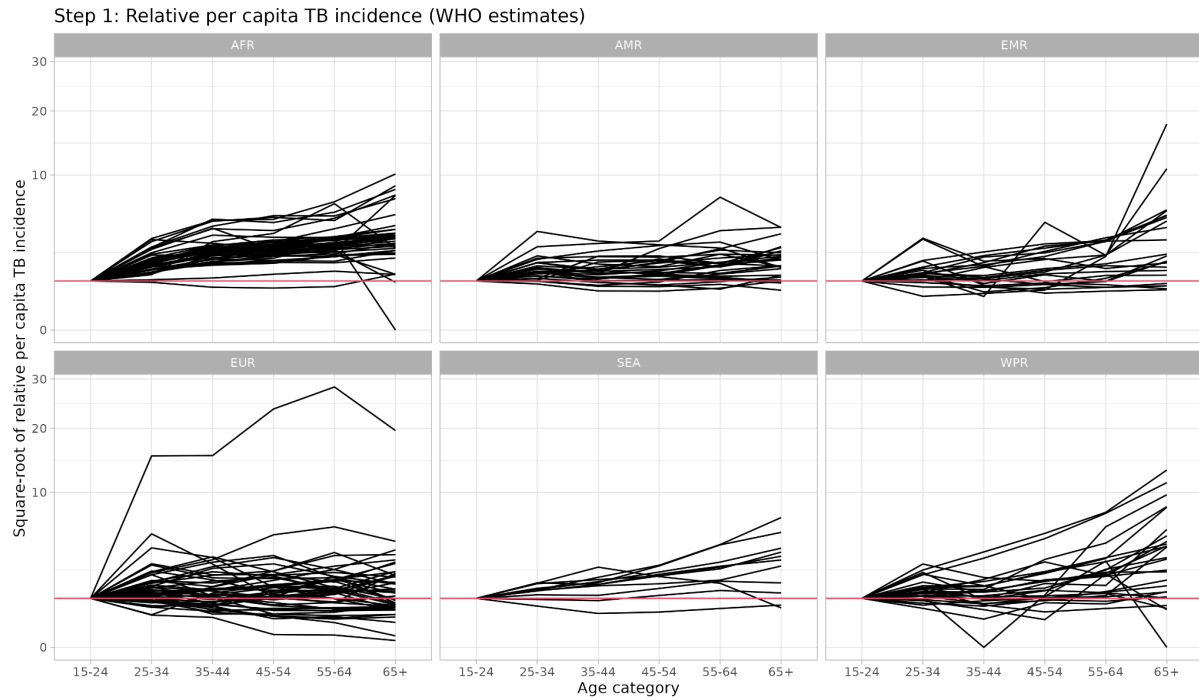 Step 1: Relative per capita TB incidence (WHO estimates)
AFR
AMR
EMR
30
20
10
0
EUR
SEA
WPR
30
20
10
0
Square-root of relative per capita TB incidence
15-24 25-34 35-44 45-54 55-64 65+
15-24 25-34 35-44 45-54 55-64 65+
15-24 25-34 35-44 45-54 55-64 65+
Age category